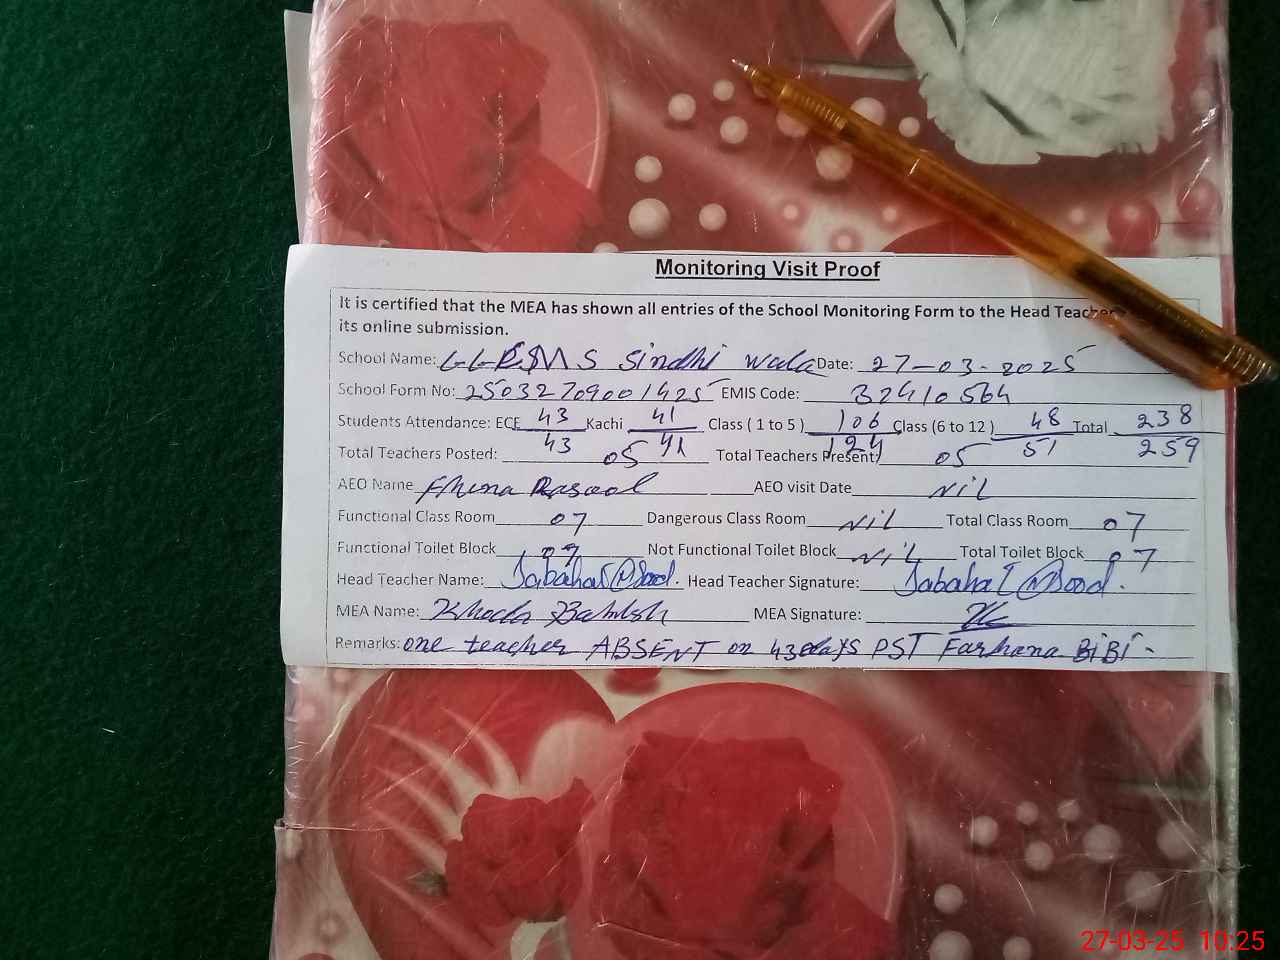 Monitoring Visit Proof
It is certified that the MEA has shown all entries of the School Monitoring Form to the Head Teacher
its online submission.
School Name: Sindhi wala Date: 27-03-2025
School Form No: 25032709001425 EMIS Code: 32410564
Students Attendance: ECE 43 Kachi 41 Class ( 1 to 5 ) 106 Class (6 to 12 ) 48 Total 238
43 41 124 51 259
Total Teachers Posted: 05 Total Teachers Present: 05
AEO Name Rasool AEO visit Date Nil
Functional Class Room 07 Dangerous Class Room Nil Total Class Room 07
Functional Toilet Block 07 Not Functional Toilet Block Nil Total Toilet Block 07
Head Teacher Name: Head Teacher Signature:
MEA Name: Khuda Bakhsh MEA Signature:
Remarks: one teacher ABSENT on 43 days PST Farhana BiBi -
27-03-25 10:25